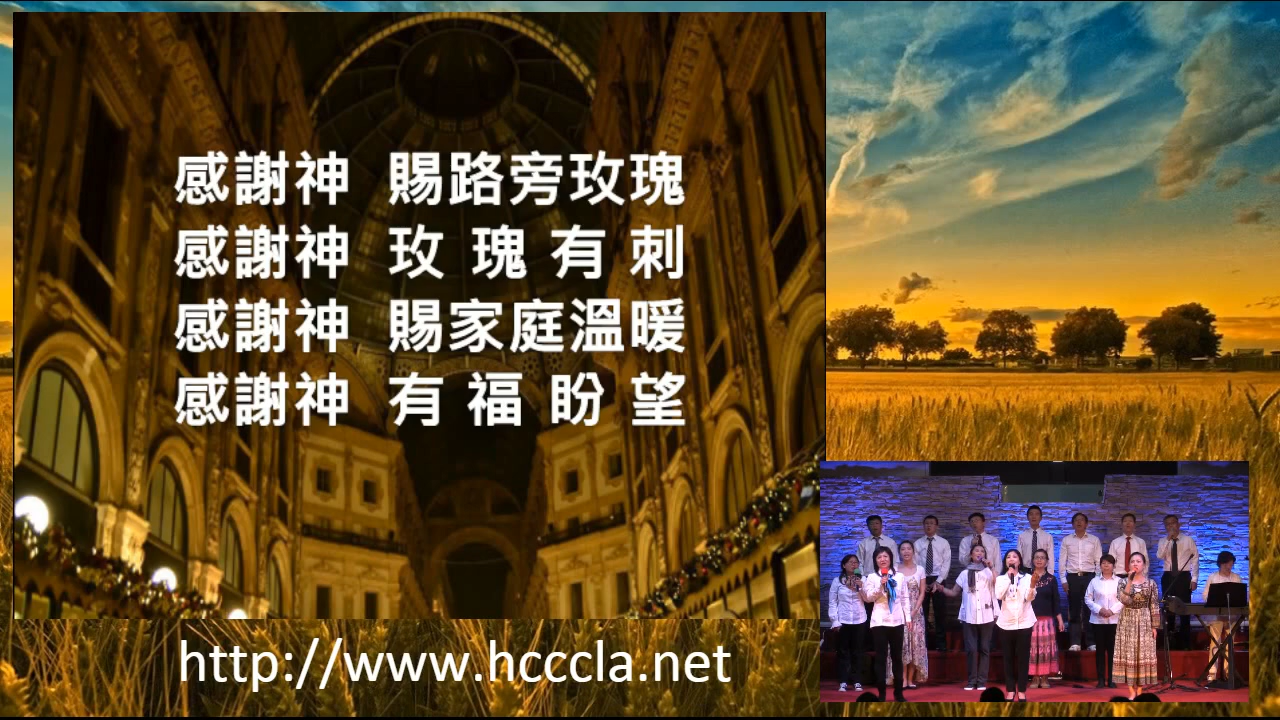 感謝神 賜路旁玫瑰
感謝神 玫瑰有刺
感謝神 賜家庭溫暖
感謝神 有福盼望
http://www.hcccla.net